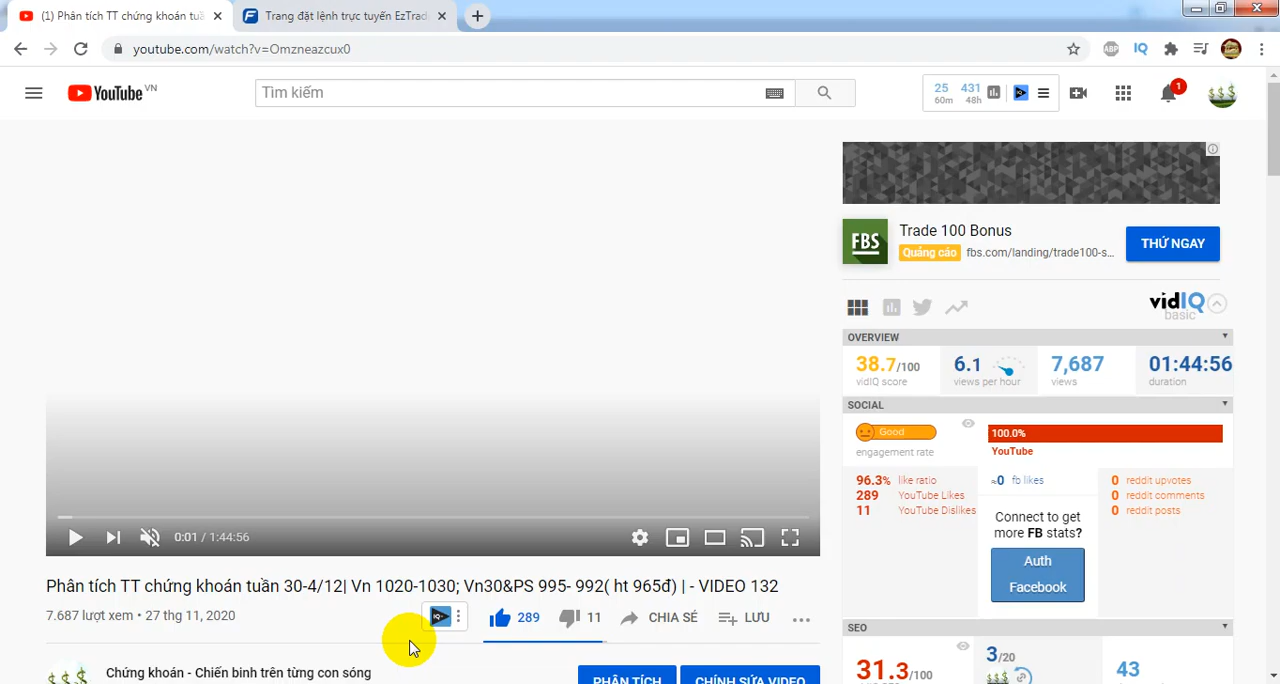 (1) Phân tích TT chứng khoán tuầ
Trang đặt lệnh trực tuyến EzTrad
youtube.com/watch?v=Omzneazcux0
ABP IQ
YouTube VN
Tìm kiếm
25 431
60m 48h
1
Trade 100 Bonus
FBS
Quảng cáo fbs.com/landing/trade100-s...
THỬ NGAY
vidIQ
basic
OVERVIEW
38.7/100 6.1 7,687 01:44:56
vidIQ score views per hour views duration
SOCIAL
Good 100.0%
engagement rate YouTube
96.3% like ratio ≈0 fb likes 0 reddit upvotes
289 YouTube Likes 0 reddit comments
11 YouTube Dislikes 0 reddit posts
Connect to get
more FB stats?
Auth
Facebook
0:01 / 1:44:56
Phân tích TT chứng khoán tuần 30-4/12| Vn 1020-1030; Vn30&PS 995- 992( ht 965đ) | - VIDEO 132
7.687 lượt xem • 27 thg 11, 2020
289 11 CHIA SẺ LƯU
SEO
31.3/100 3/20 43
Chứng khoán - Chiến binh trên từng con sóng
PHÂN TÍCH CHỈNH SỬA VIDEO